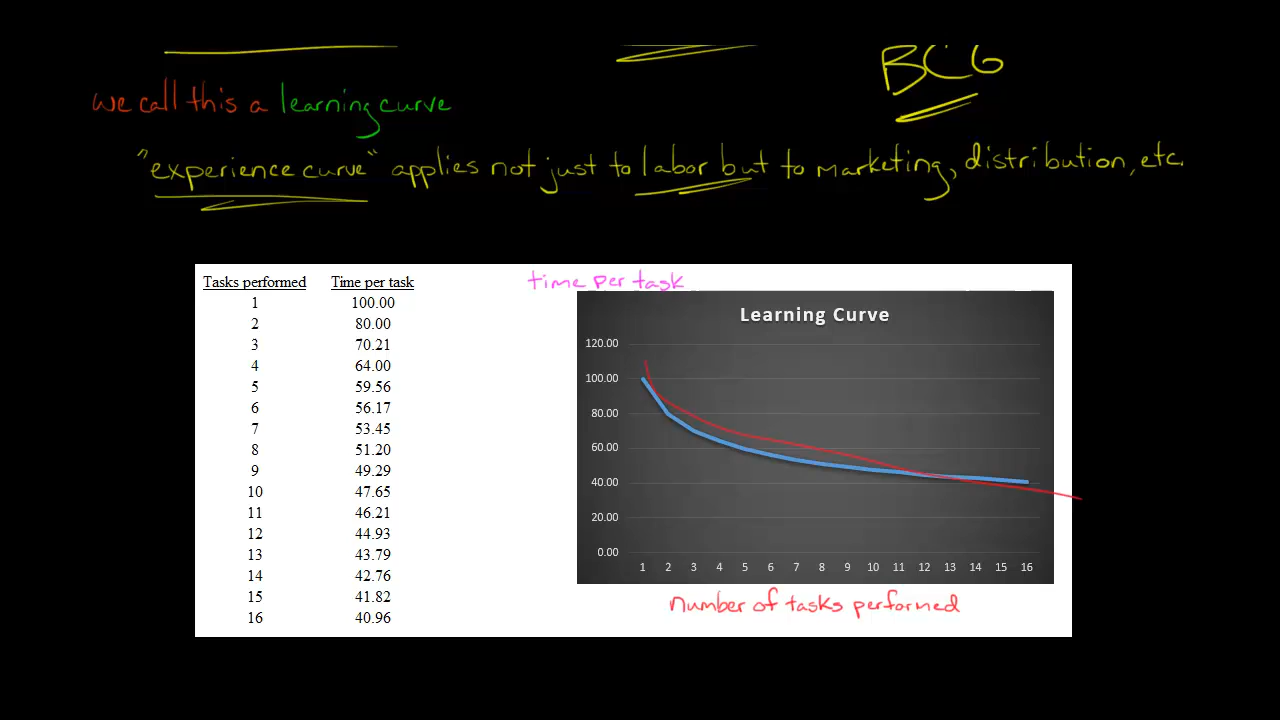 BCG
we call this a learning curve
"experience curve" applies not just to labor but to marketing, distribution, etc.
Tasks performed Time per task
1 100.00
2 80.00
3 70.21
4 64.00
5 59.56
6 56.17
7 53.45
8 51.20
9 49.29
10 47.65
11 46.21
12 44.93
13 43.79
14 42.76
15 41.82
16 40.96
time per task
Learning Curve
120.00
100.00
80.00
60.00
40.00
20.00
0.00
1 2 3 4 5 6 7 8 9 10 11 12 13 14 15 16
number of tasks performed